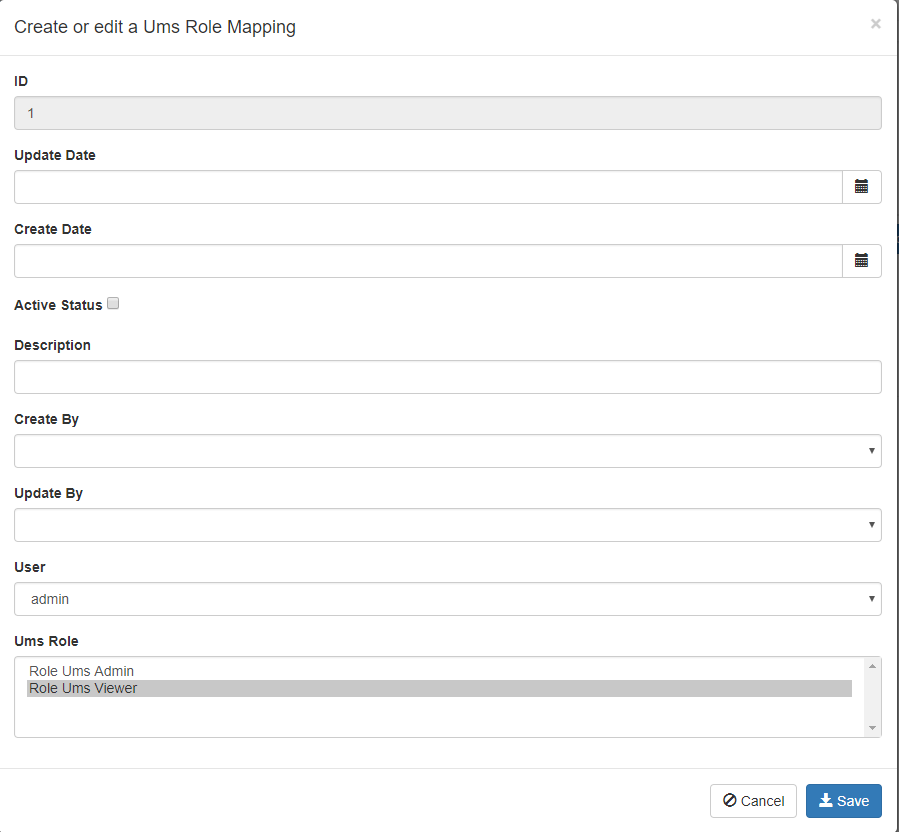 Create or edit a Ums Role Mapping ×
ID
1
Update Date
Create Date
Active Status
Description
Create By
Update By
User
admin
Ums Role
Role Ums Admin
Role Ums Viewer
Cancel Save